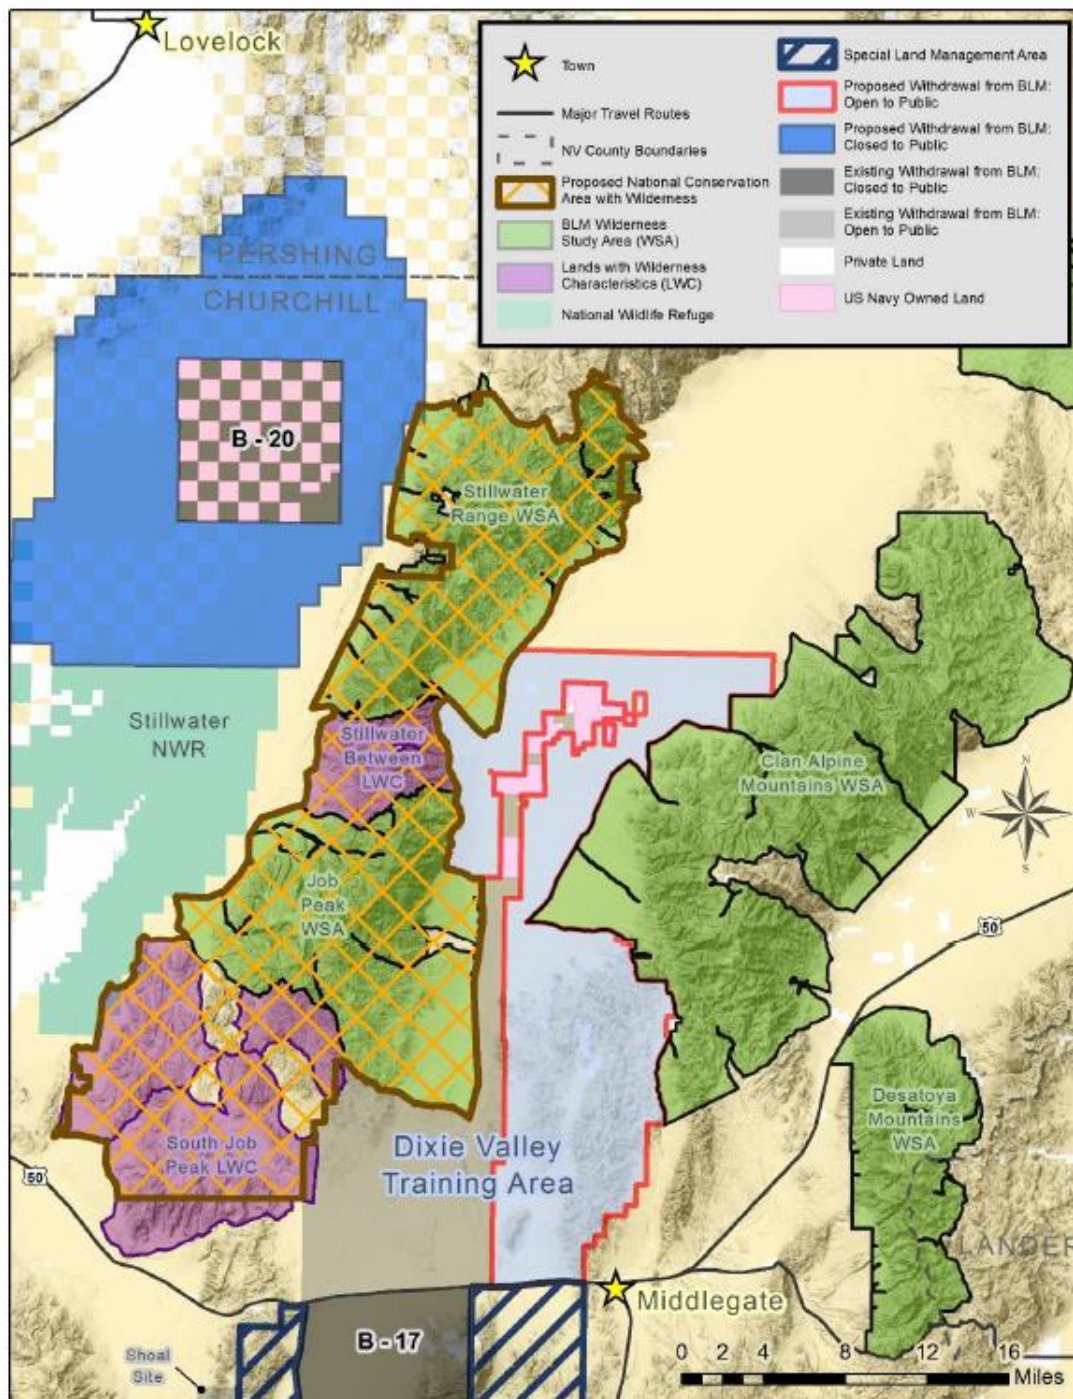 Lovelock
Town
Major Travel Routes
NV County Boundaries
Proposed National Conservation
Area with Wilderness
BLM Wilderness
Study Area (WSA)
Lands with Wilderness
Characteristics (LWC)
National Wildlife Refuge
Special Land Management Area
Proposed Withdrawal from BLM:
Open to Public
Proposed Withdrawal from BLM:
Closed to Public
Existing Withdrawal from BLM:
Closed to Public
Existing Withdrawal from BLM:
Open to Public
Private Land
US Navy Owned Land
PERSHING
CHURCHILL
B - 20
Stillwater
Range WSA
Stillwater
NWR
Stillwater
Between
LWC
Clan Alpine
Mountains WSA
N
W
E
S
Job
Peak
WSA
50
Desatoya
Mountains
WSA
South Job
Peak LWC
50
Dixie Valley
Training Area
LANDER
Middlegate
B - 17
Shoal
Site
0 2 4 8 12 16
Miles